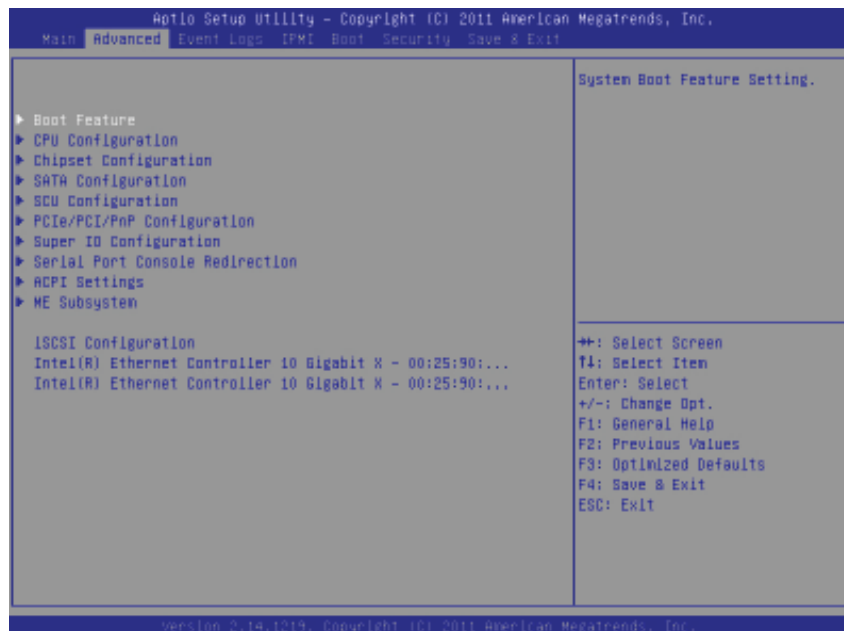 Aptio Setup Utility – Copyright (C) 2011 American Megatrends, Inc.
Main Advanced Event Logs IPMI Boot Security Save & Exit
System Boot Feature Setting.
▶ Boot Feature
▶ CPU Configuration
▶ Chipset Configuration
▶ SATA Configuration
▶ SCU Configuration
▶ PCIe/PCI/PnP Configuration
▶ Super IO Configuration
▶ Serial Port Console Redirection
▶ ACPI Settings
▶ ME Subsystem
iSCSI Configuration
Intel(R) Ethernet Controller 10 Gigabit X – 00:25:90:...
Intel(R) Ethernet Controller 10 Gigabit X – 00:25:90:...
→←: Select Screen
↑↓: Select Item
Enter: Select
+/-: Change Opt.
F1: General Help
F2: Previous Values
F3: Optimized Defaults
F4: Save & Exit
ESC: Exit
Version 2.14.1219. Copyright (C) 2011 American Megatrends, Inc.